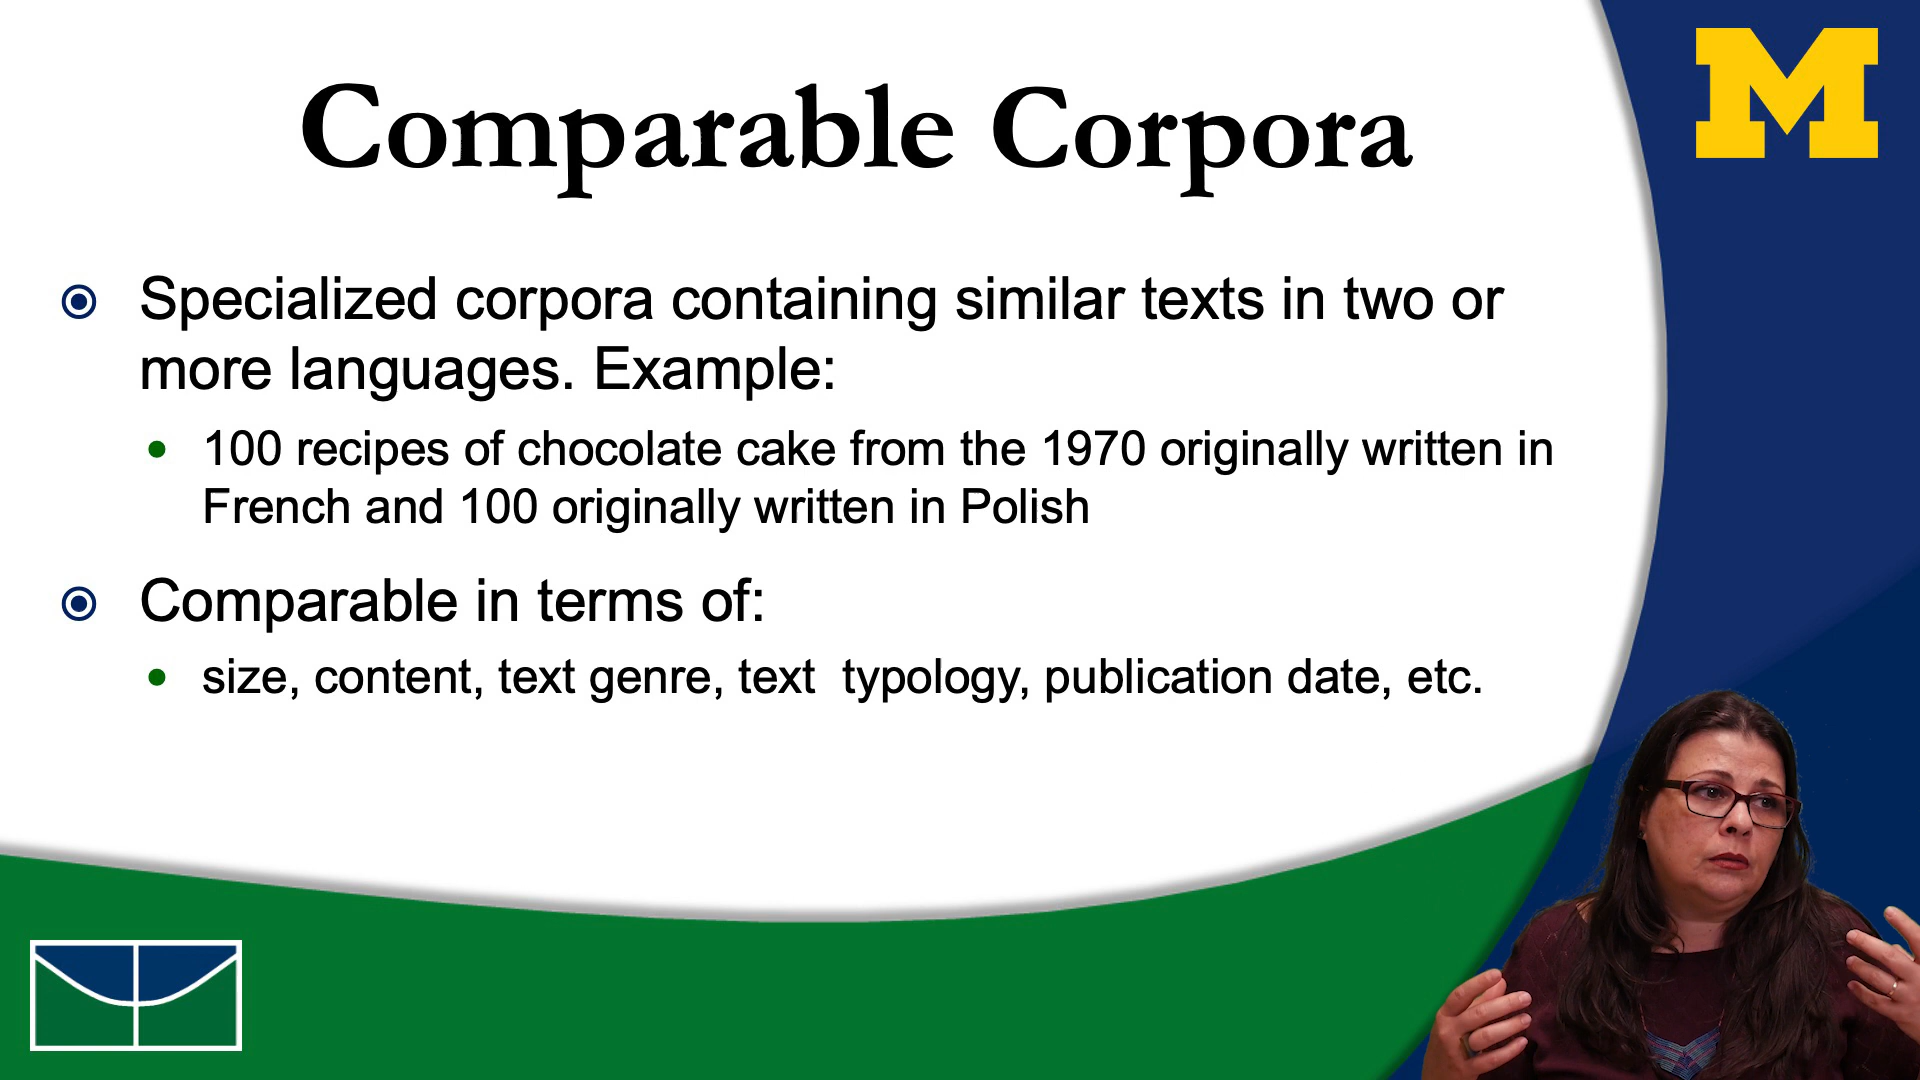 M
Comparable Corpora
Specialized corpora containing similar texts in two or
more languages. Example:
100 recipes of chocolate cake from the 1970 originally written in
French and 100 originally written in Polish
Comparable in terms of:
size, content, text genre, text  typology, publication date, etc.